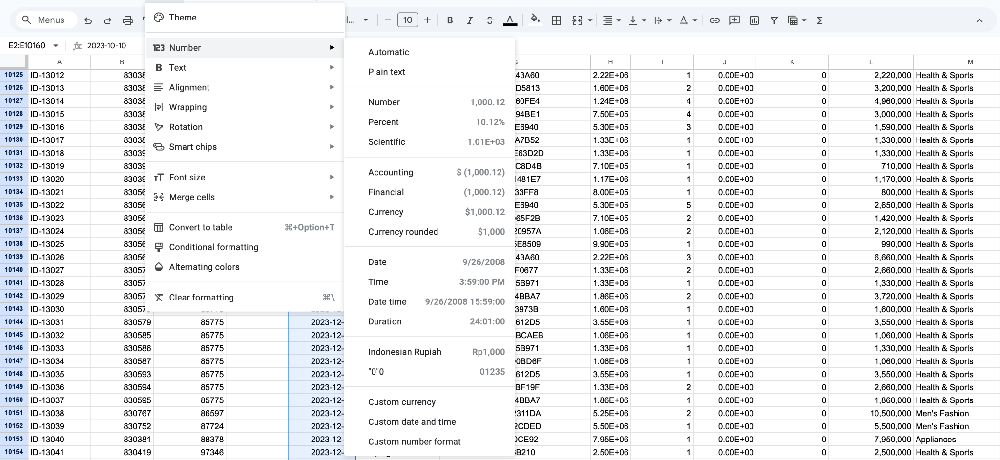 Menus
Theme
10
B I S A
E2:E10160 fx 2023-10-10
123 Number
B Text
Alignment
Wrapping
Rotation
Smart chips
Font size
Merge cells
Convert to table ⌘+Option+T
Conditional formatting
Alternating colors
Clear formatting ⌘\
Automatic
Plain text
Number 1,000.12
Percent 10.12%
Scientific 1.01E+03
Accounting $ (1,000.12)
Financial (1,000.12)
Currency $1,000.12
Currency rounded $1,000
Date 9/26/2008
Time 3:59:00 PM
Date time 9/26/2008 15:59:00
Duration 24:01:00
Indonesian Rupiah Rp1,000
"0"0 01235
Custom currency
Custom date and time
Custom number format
A B H I J K L M
10125 ID-13012 83038 43A60 2.22E+06 1 0.00E+00 0 2,220,000 Health & Sports
10126 ID-13013 83038 D5813 1.60E+06 2 0.00E+00 0 3,200,000 Health & Sports
10127 ID-13014 83038 60FE4 1.24E+06 4 0.00E+00 0 4,960,000 Health & Sports
10128 ID-13015 83038 94BE1 7.50E+05 4 0.00E+00 0 3,000,000 Health & Sports
10129 ID-13016 83038 E6940 5.30E+05 3 0.00E+00 0 1,590,000 Health & Sports
10130 ID-13017 83038 A7B52 1.33E+06 1 0.00E+00 0 1,330,000 Health & Sports
10131 ID-13018 83039 E63D2D 1.33E+06 1 0.00E+00 0 1,330,000 Health & Sports
10132 ID-13019 83039 C8D4B 7.10E+05 1 0.00E+00 0 710,000 Health & Sports
10133 ID-13020 83039 481E7 1.17E+06 1 0.00E+00 0 1,170,000 Health & Sports
10134 ID-13021 83056 33FF8 8.00E+05 1 0.00E+00 0 800,000 Health & Sports
10135 ID-13022 83056 E6940 5.30E+05 5 0.00E+00 0 2,650,000 Health & Sports
10136 ID-13023 83056 65F2B 7.10E+05 2 0.00E+00 0 1,420,000 Health & Sports
10137 ID-13024 83056 20957A 1.06E+06 2 0.00E+00 0 2,120,000 Health & Sports
10138 ID-13025 83056 E8509 9.90E+05 1 0.00E+00 0 990,000 Health & Sports
10139 ID-13026 83056 43A60 2.22E+06 3 0.00E+00 0 6,660,000 Health & Sports
10140 ID-13027 83057 F0677 1.33E+06 2 0.00E+00 0 2,660,000 Health & Sports
10141 ID-13028 83057 5B971 1.33E+06 1 0.00E+00 0 1,330,000 Health & Sports
10142 ID-13029 83057 4BBA7 1.86E+06 2 0.00E+00 0 3,720,000 Health & Sports
10143 ID-13030 83057 3973B 1.60E+06 1 0.00E+00 0 1,600,000 Health & Sports
10144 ID-13031 830579 85775 2023-12- 612D5 3.55E+06 1 0.00E+00 0 3,550,000 Health & Sports
10145 ID-13032 830585 85775 2023-12- BCAEB 1.06E+06 1 0.00E+00 0 1,060,000 Health & Sports
10146 ID-13033 830586 85775 2023-12- 5B971 1.33E+06 1 0.00E+00 0 1,330,000 Health & Sports
10147 ID-13034 830587 85775 2023-12- 0BD6F 1.06E+06 1 0.00E+00 0 1,060,000 Health & Sports
10148 ID-13035 830593 85775 2023-12- 612D5 3.55E+06 1 0.00E+00 0 3,550,000 Health & Sports
10149 ID-13036 830594 85775 2023-12- BF19F 1.33E+06 2 0.00E+00 0 2,660,000 Health & Sports
10150 ID-13037 830595 85775 2023-12- 4BBA7 1.86E+06 1 0.00E+00 0 1,860,000 Health & Sports
10151 ID-13038 830767 86597 2023-12- 2311DA 5.25E+06 2 0.00E+00 0 10,500,000 Men's Fashion
10152 ID-13039 830752 87724 2023-12- 2CDED 5.50E+06 1 0.00E+00 0 5,500,000 Men's Fashion
10153 ID-13040 830381 88378 2023-12- 0CE92 7.95E+06 1 0.00E+00 0 7,950,000 Appliances
10154 ID-13041 830419 97346 2023-12- B210 2.50E+06 1 0.00E+00 0 2,500,000 Health & Sports